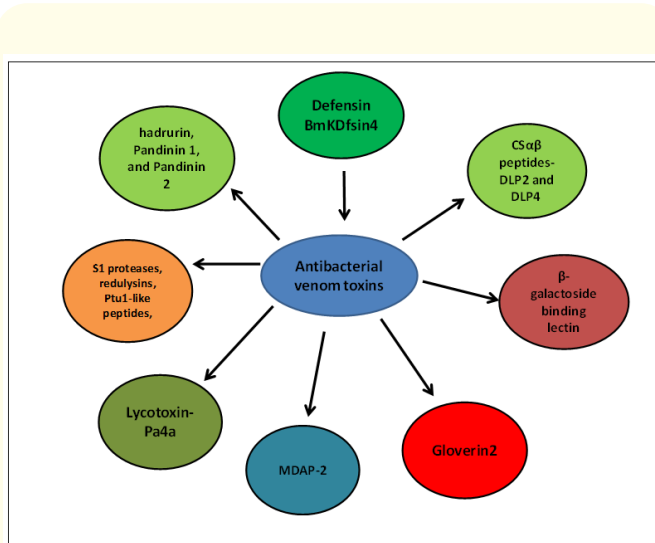 Defensin
BmKDfsin4
hadrurin,
Pandinin 1,
and Pandinin
2
CSαβ
peptides-
DLP2 and
DLP4
S1 proteases,
redulysins,
Ptu1-like
peptides,
Antibacterial
venom toxins
β-
galactoside
binding
lectin
Lycotoxin-
Pa4a
MDAP-2
Gloverin2